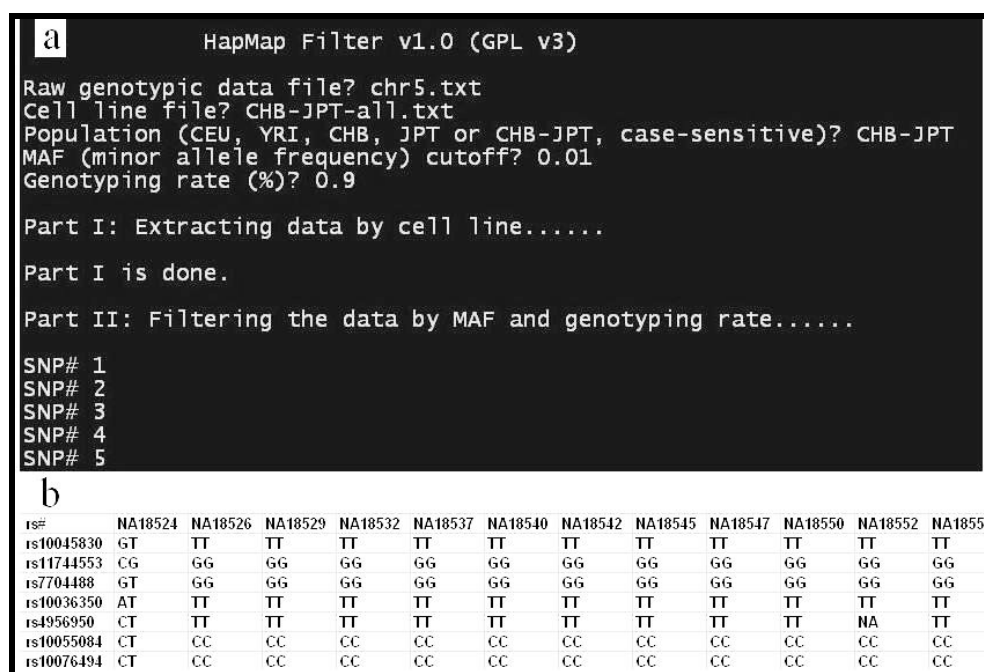 a
HapMap Filter v1.0 (GPL v3)
Raw genotypic data file? chr5.txt
Cell line file? CHB-JPT-all.txt
Population (CEU, YRI, CHB, JPT or CHB-JPT, case-sensitive)? CHB-JPT
MAF (minor allele frequency) cutoff? 0.01
Genotyping rate (%)? 0.9
Part I: Extracting data by cell line......
Part I is done.
Part II: Filtering the data by MAF and genotyping rate......
SNP# 1
SNP# 2
SNP# 3
SNP# 4
SNP# 5
b
rs# NA18524 NA18526 NA18529 NA18532 NA18537 NA18540 NA18542 NA18545 NA18547 NA18550 NA18552 NA1855
rs10045830 GT TT TT TT TT TT TT TT TT TT TT TT
rs11744553 CG GG GG GG GG GG GG GG GG GG GG GG
rs7704488 GT GG GG GG GG GG GG GG GG GG GG GG
rs10036350 AT TT TT TT TT TT TT TT TT TT TT TT
rs4956950 CT TT TT TT TT TT TT TT TT TT NA TT
rs10055084 CT CC CC CC CC CC CC CC CC CC CC CC
rs10076494 CT CC CC CC CC CC CC CC CC CC CC CC